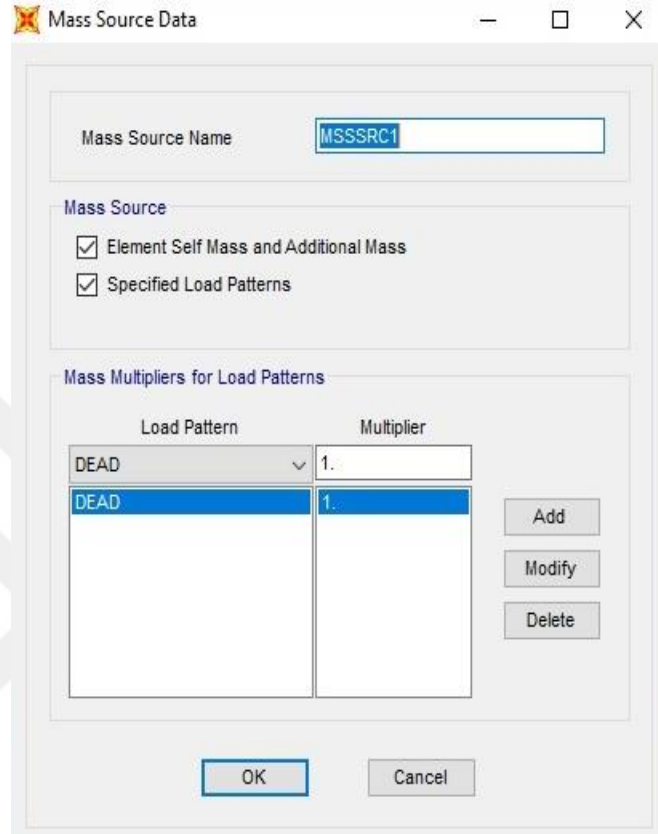 Mass Source Data
Mass Source Name MSSSRC1
Mass Source
Element Self Mass and Additional Mass
Specified Load Patterns
Mass Multipliers for Load Patterns
Load Pattern Multiplier
DEAD 1.
DEAD 1.
Add
Modify
Delete
OK Cancel